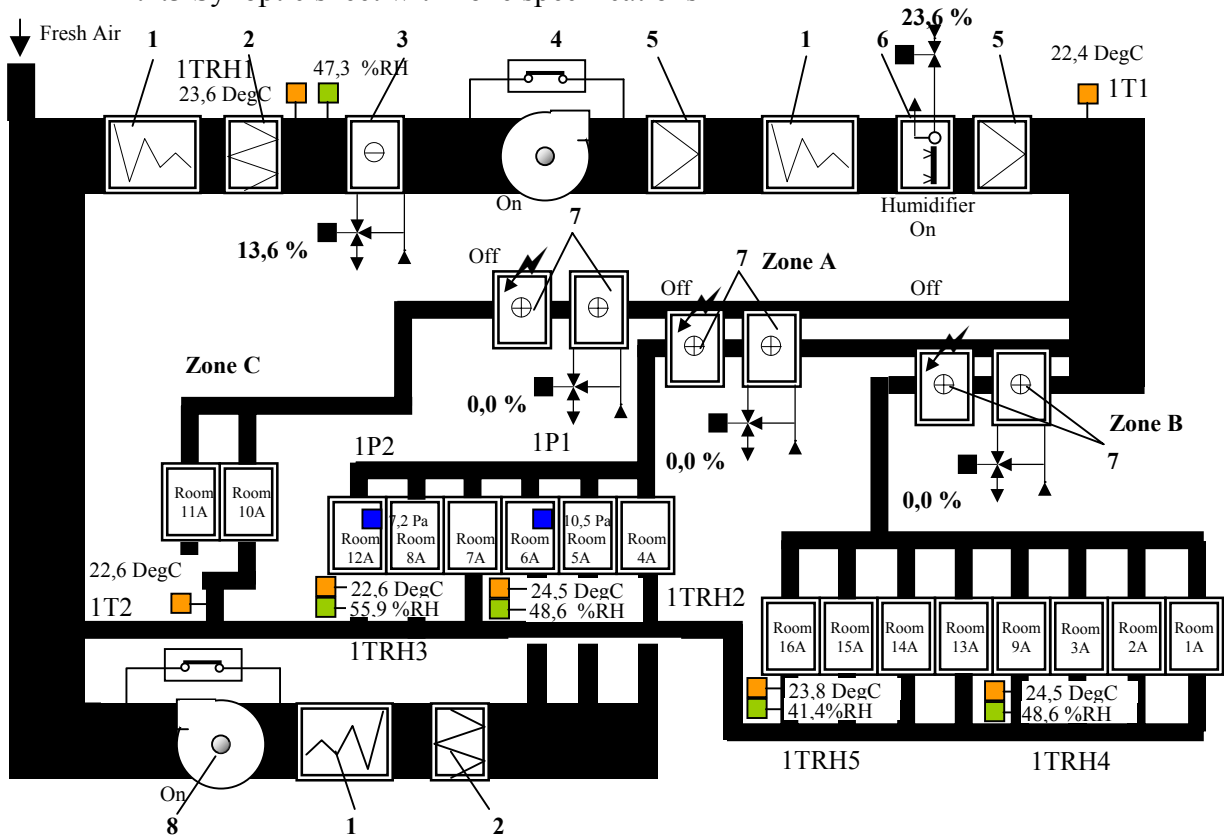 Synoptic sheet with zone specifications
Fresh Air
1
2
3
4
5
6
1
5
23,6 %
1TRH1
47,3 %RH
23,6 DegC
22,4 DegC
1T1
On
Humidifier
On
13,6 %
7
Off
7
Zone A
Off
Off
Zone C
0,0 %
1P1
1P2
0,0 %
Zone B
7
0,0 %
Room
11A
Room
10A
7,2 Pa
10,5 Pa
Room
12A
Room
8A
Room
7A
Room
6A
Room
5A
Room
4A
22,6 DegC
1T2
22,6 DegC
55,9 %RH
1TRH3
24,5 DegC
48,6 %RH
1TRH2
Room
16A
Room
15A
Room
14A
Room
13A
Room
9A
Room
3A
Room
2A
Room
1A
23,8 DegC
41,4%RH
1TRH5
24,5 DegC
48,6 %RH
1TRH4
On
8
1
2